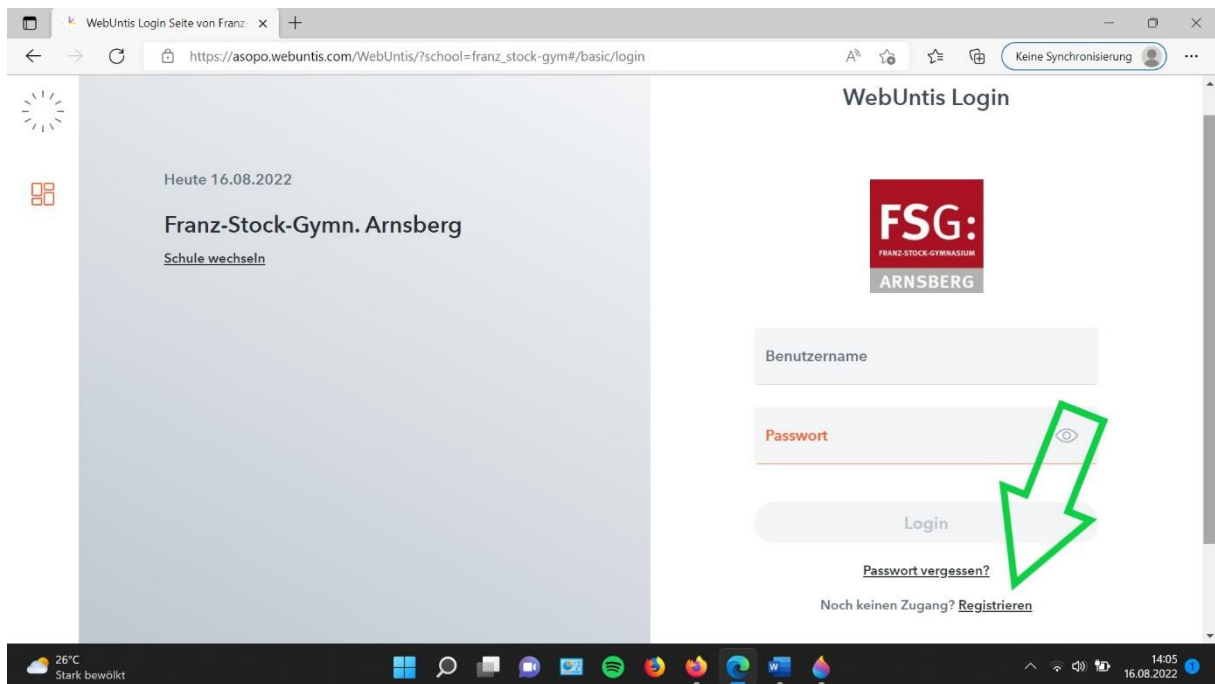 WebUntis Login Seite von Franz-
https://asopo.webuntis.com/WebUntis/?school=franz_stock-gym#/basic/login
Keine Synchronisierung
WebUntis Login
Heute 16.08.2022
Franz-Stock-Gymn. Arnsberg
Schule wechseln
FSG:
FRANZ-STOCK-GYMNASIUM
ARNSBERG
Benutzername
Passwort
Login
Passwort vergessen?
Noch keinen Zugang? Registrieren
26°C
Stark bewölkt
14:05
16.08.2022
1